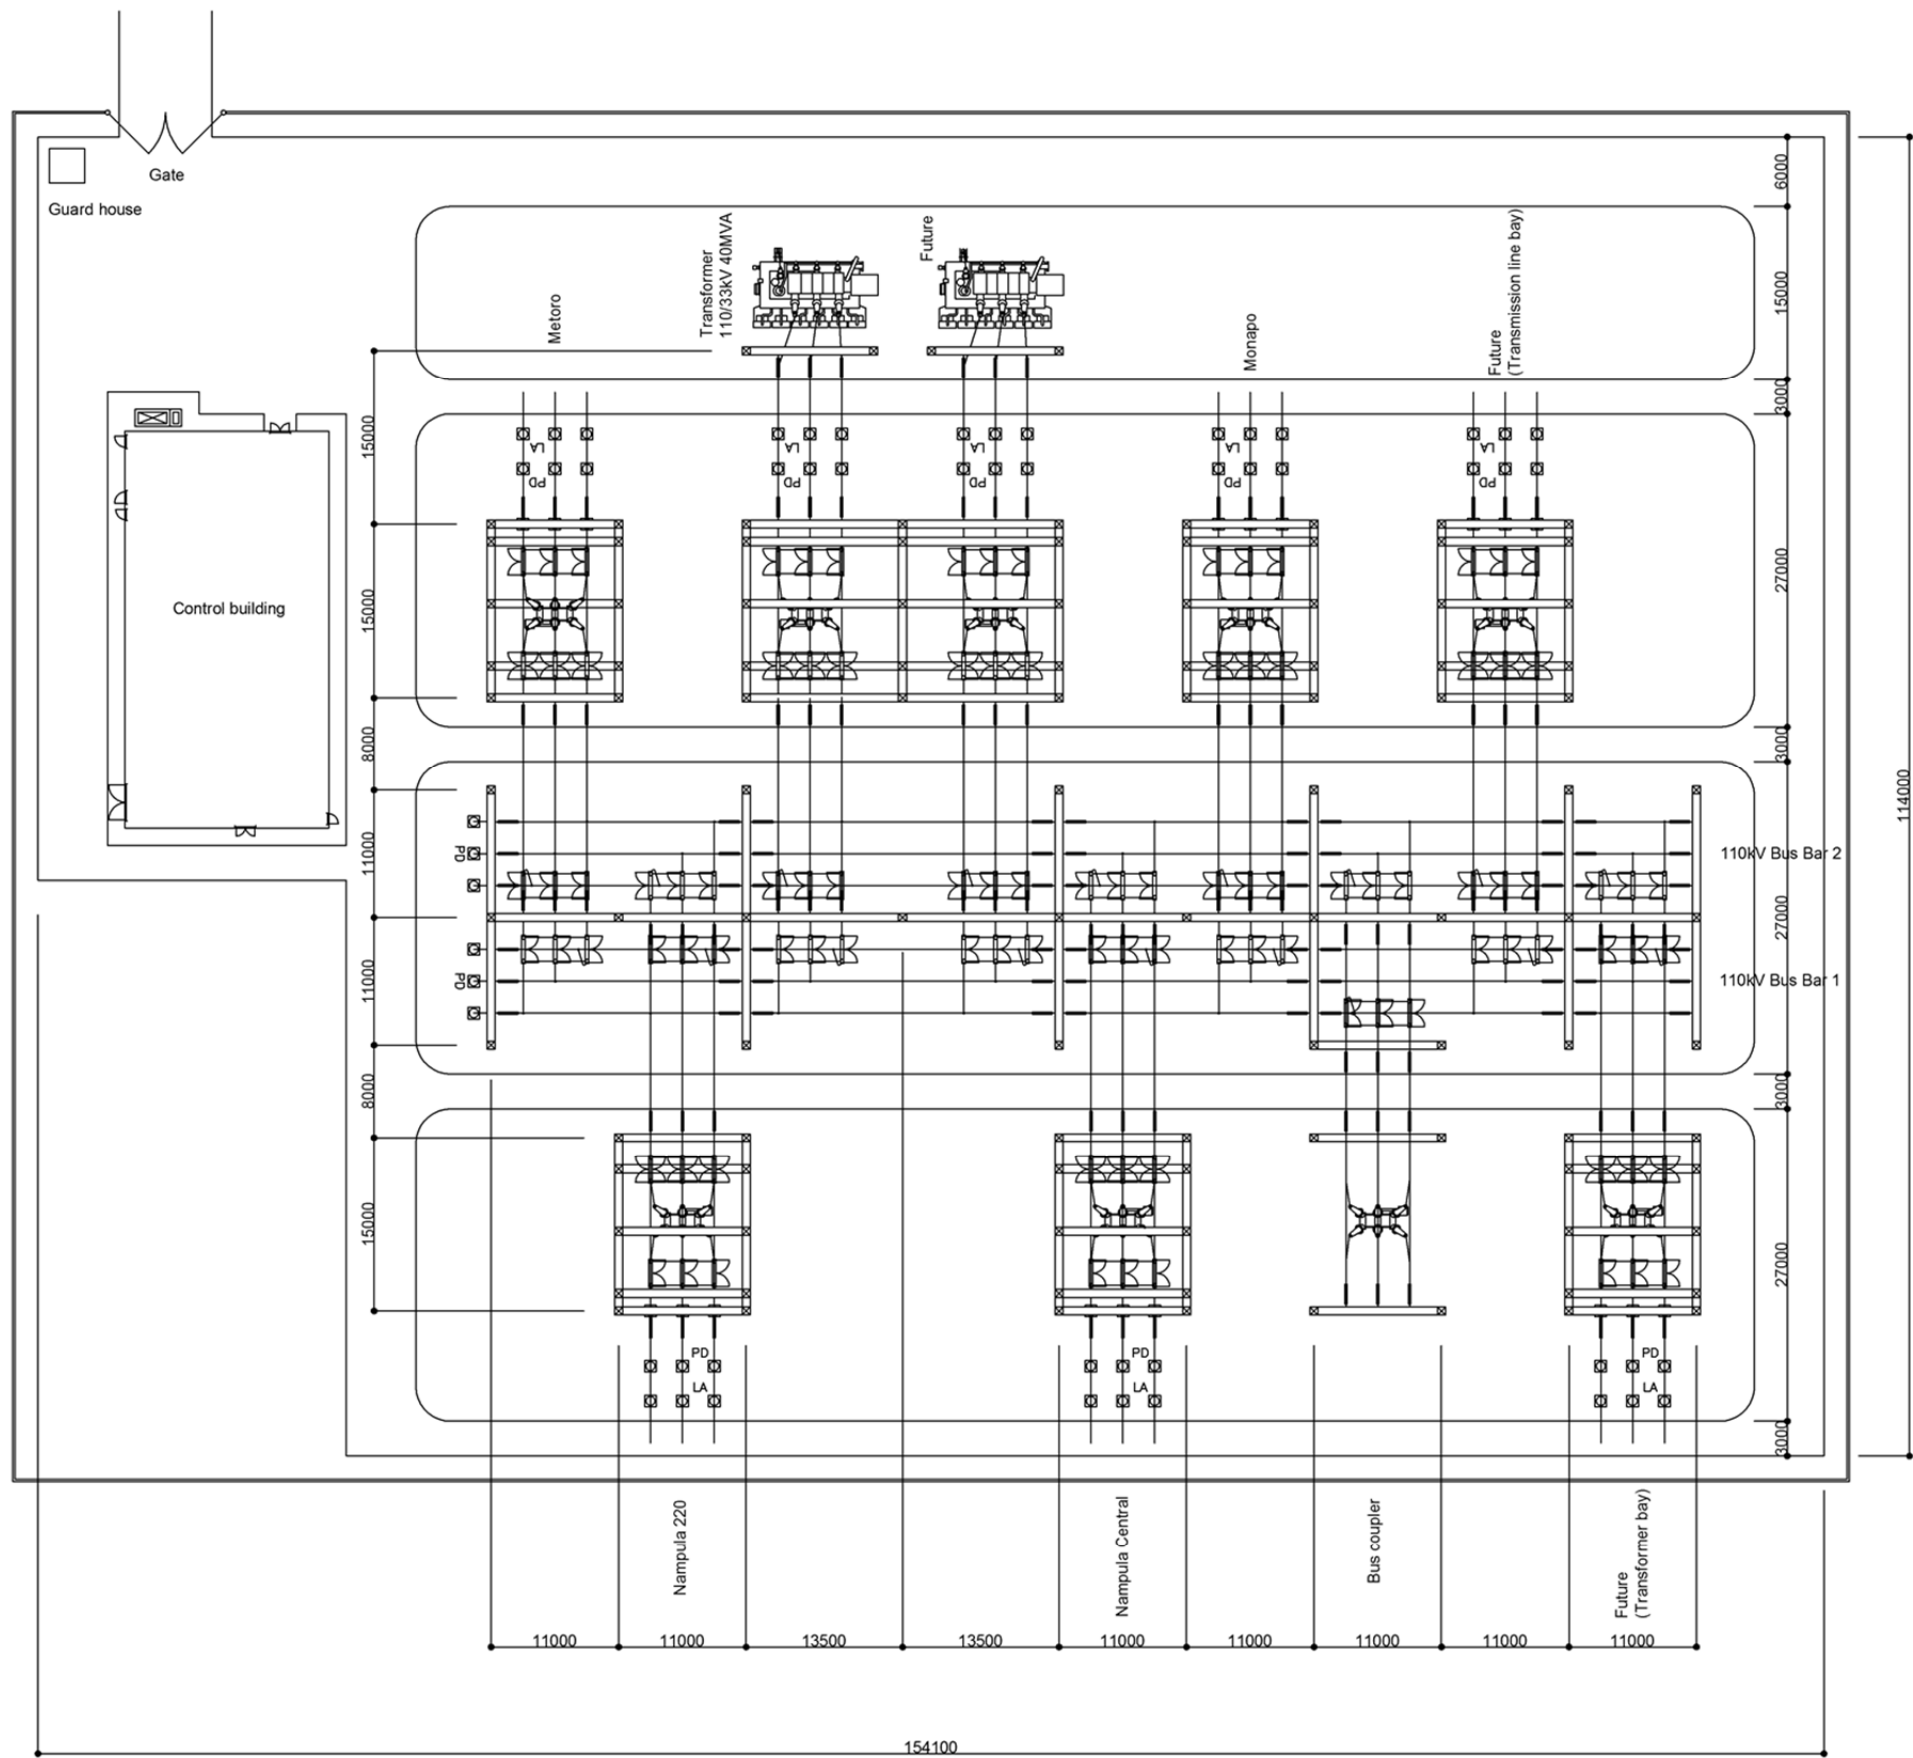 Gate
Guard house
6000
Transformer
110/33kV 40MVA
Future
Future
(Transmission line bay)
Metoro
Monapo
15000
3000
15000
LA
LA
LA
LA
LA
PD
PD
PD
PD
PD
27000
15000
Control building
8000
3000
114000
11000
PD
110kV Bus Bar 2
27000
11000
PD
110kV Bus Bar 1
8000
3000
15000
27000
PD
PD
PD
LA
LA
LA
3000
Nampula 220
Nampula Central
Bus coupler
Future
(Transformer bay)
11000
11000
13500
13500
11000
11000
11000
11000
11000
154100